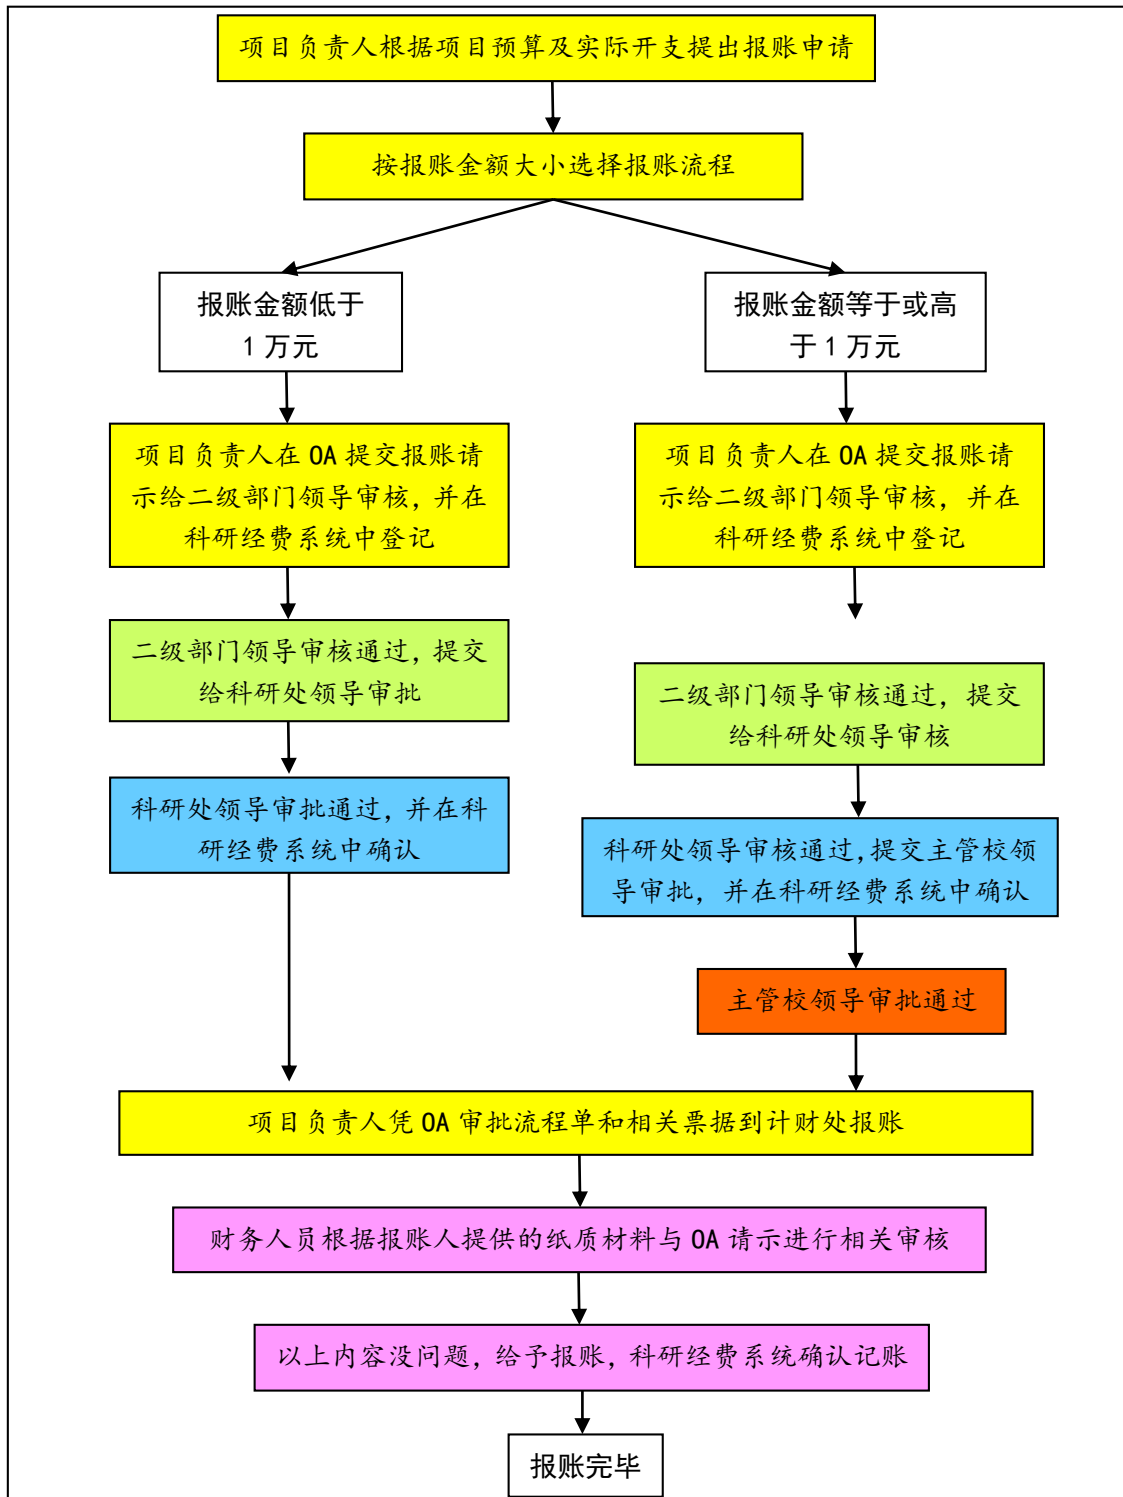 项目负责人根据项目预算及实际开支提出报账申请
按报账金额大小选择报账流程
报账金额低于
1 万元
报账金额等于或高
于 1 万元
项目负责人在 OA 提交报账请
示给二级部门领导审核，并在
科研经费系统中登记
项目负责人在 OA 提交报账请
示给二级部门领导审核，并在
科研经费系统中登记
二级部门领导审核通过，提交
给科研处领导审批
二级部门领导审核通过，提交
给科研处领导审核
科研处领导审批通过，并在科
研经费系统中确认
科研处领导审核通过，提交主管校领
导审批，并在科研经费系统中确认
主管校领导审批通过
项目负责人凭 OA 审批流程单和相关票据到计财处报账
财务人员根据报账人提供的纸质材料与 OA 请示进行相关审核
以上内容没问题，给予报账，科研经费系统确认记账
报账完毕